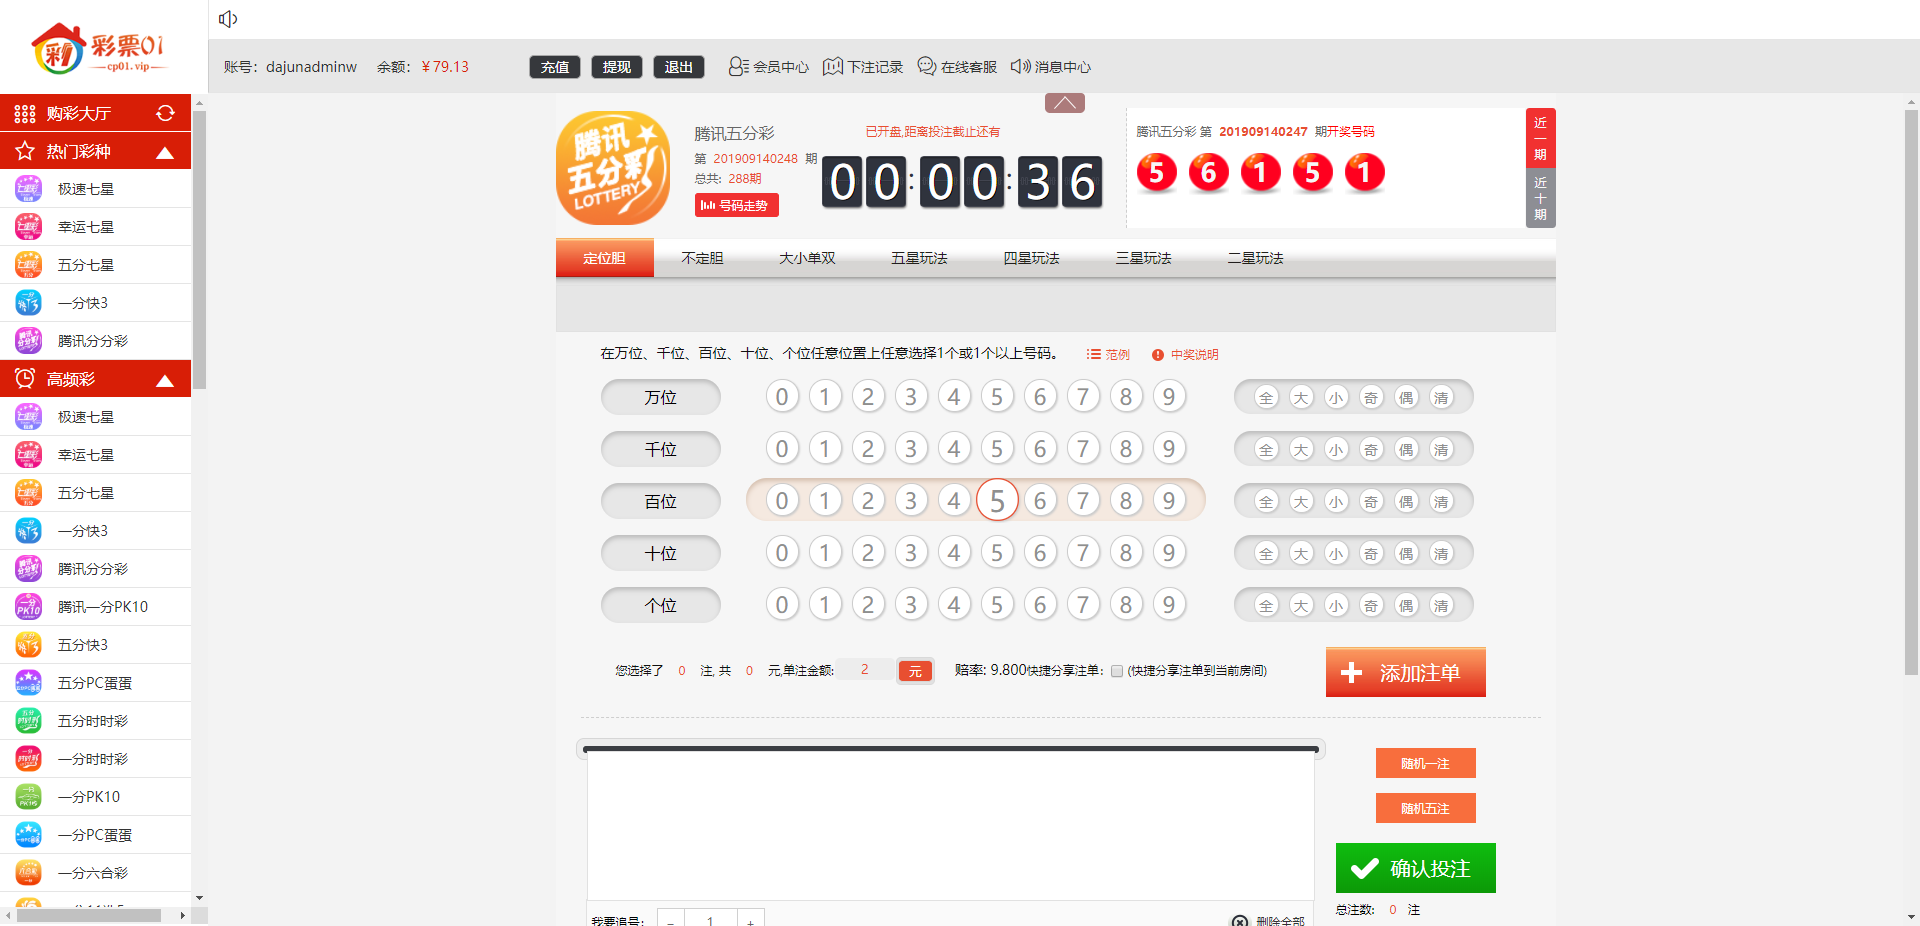 彩票01
cp01.vip
账号：dajunadminw 余额：￥79.13 充值 提现 退出 会员中心 下注记录 在线客服 消息中心
购彩大厅
热门彩种
极速七星
幸运七星
五分七星
一分快3
腾讯分分彩
高频彩
极速七星
幸运七星
五分七星
一分快3
腾讯分分彩
腾讯一分PK10
五分快3
五分PC蛋蛋
五分时时彩
一分时时彩
一分PK10
一分PC蛋蛋
一分六合彩
腾讯
五分彩
LOTTERY
腾讯五分彩
第 201909140248 期
总共：288期
号码走势
已开盘,距离投注截止还有
00:00:36
腾讯五分彩 第 201909140247 期开奖号码
5 6 1 5 1
近一期
近十期
定位胆 不定胆 大小单双 五星玩法 四星玩法 三星玩法 二星玩法
在万位、千位、百位、十位、个位任意位置上任意选择1个或1个以上号码。 范例 中奖说明
万位 0 1 2 3 4 5 6 7 8 9 全 大 小 奇 偶 清
千位 0 1 2 3 4 5 6 7 8 9 全 大 小 奇 偶 清
百位 0 1 2 3 4 5 6 7 8 9 全 大 小 奇 偶 清
十位 0 1 2 3 4 5 6 7 8 9 全 大 小 奇 偶 清
个位 0 1 2 3 4 5 6 7 8 9 全 大 小 奇 偶 清
您选择了 0 注, 共 0 元,单注金额: 2 元 赔率: 9.800快捷分享注单： (快捷分享注单到当前房间)
添加注单
随机一注
随机五注
确认投注
总注数: 0 注
我要追号: - 1 + 删除全部